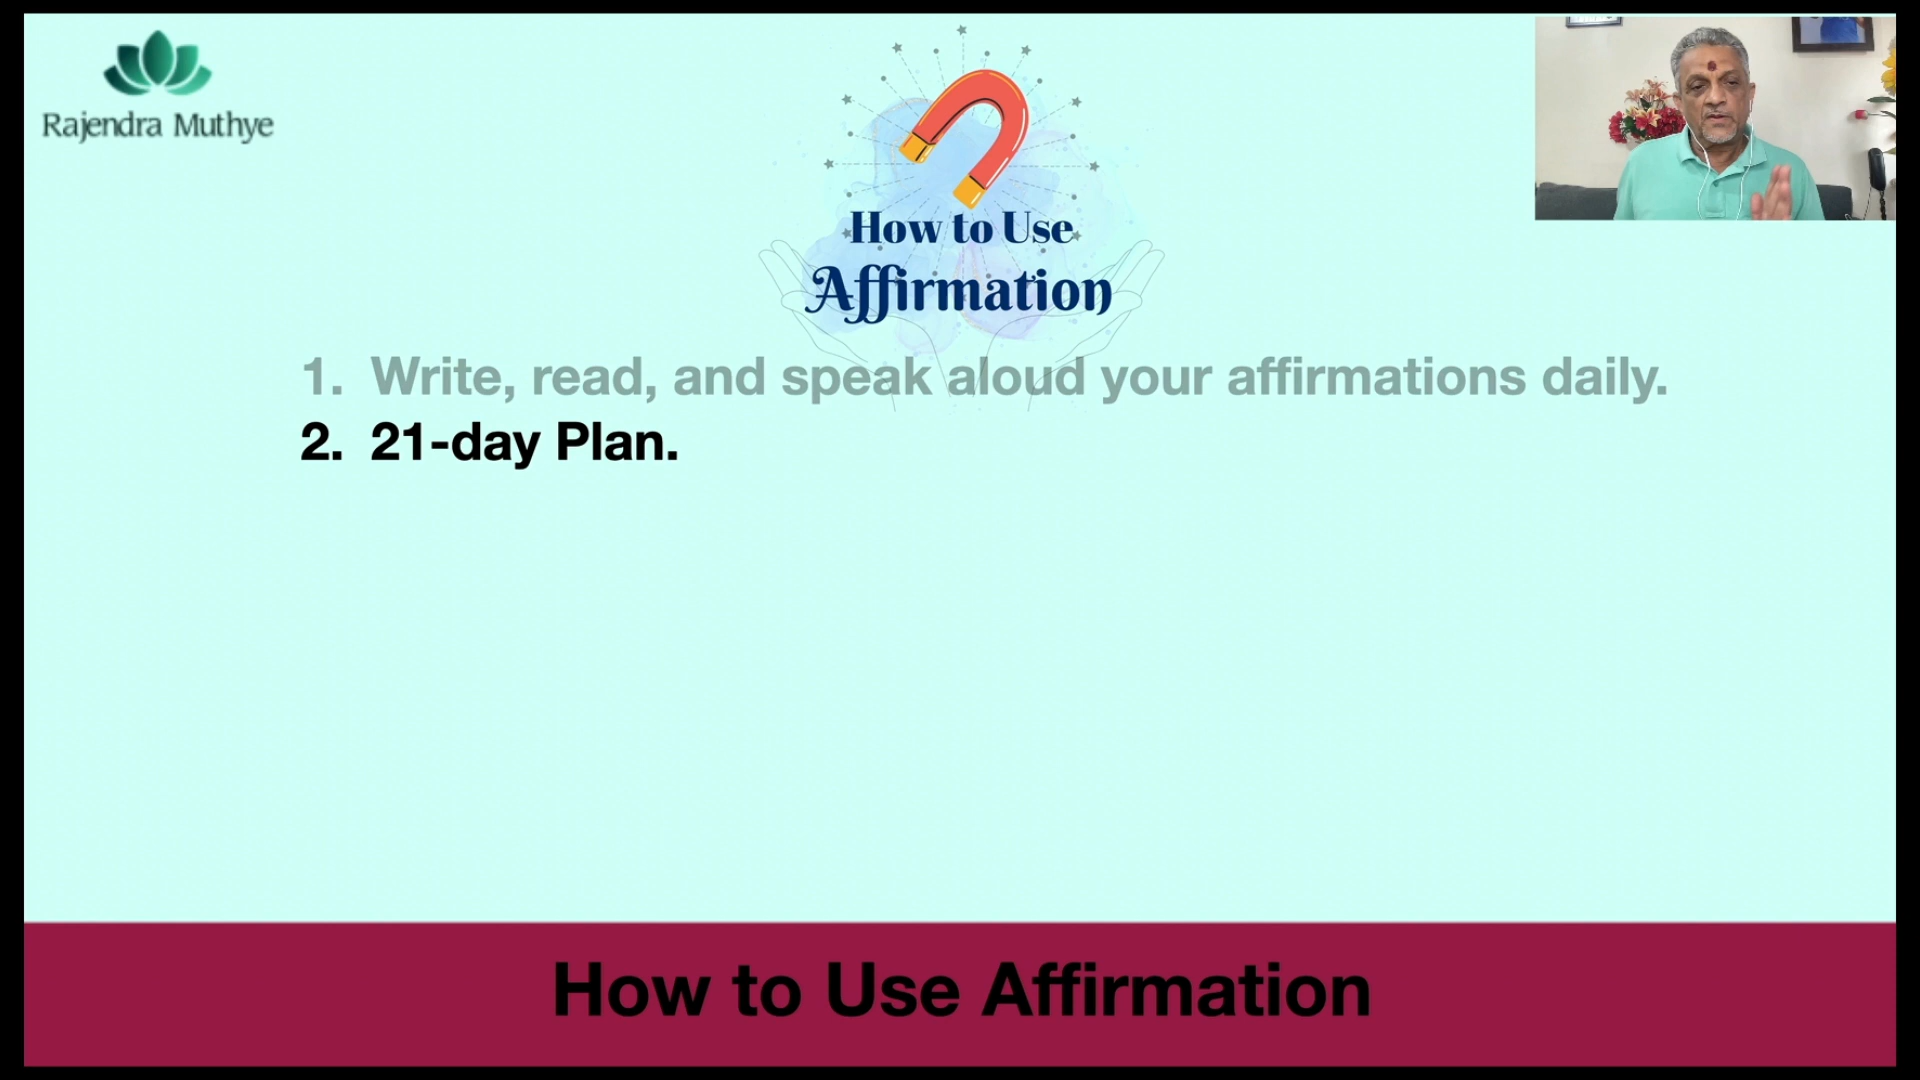 Rajendra Muthye
How to Use
Affirmation
1. Write, read, and speak aloud your affirmations daily.
2. 21-day Plan.
How to Use Affirmation